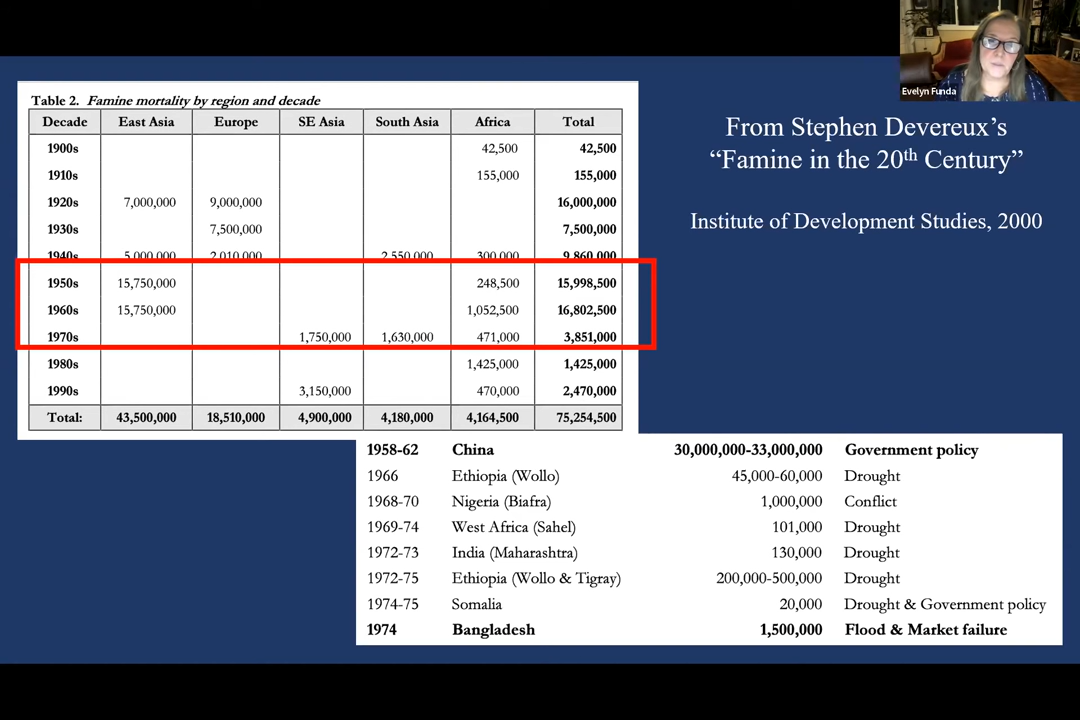 Evelyn Funda
Table 2. Famine mortality by region and decade
Decade East Asia Europe SE Asia South Asia Africa Total
1900s 42,500 42,500
1910s 155,000 155,000
1920s 7,000,000 9,000,000 16,000,000
1930s 7,500,000 7,500,000
1940s 5,000,000 2,010,000 2,550,000 300,000 9,860,000
1950s 15,750,000 248,500 15,998,500
1960s 15,750,000 1,052,500 16,802,500
1970s 1,750,000 1,630,000 471,000 3,851,000
1980s 1,425,000 1,425,000
1990s 3,150,000 470,000 2,470,000
Total: 43,500,000 18,510,000 4,900,000 4,180,000 4,164,500 75,254,500
From Stephen Devereux’s
“Famine in the 20th Century”
Institute of Development Studies, 2000
1958-62 China 30,000,000-33,000,000 Government policy
1966 Ethiopia (Wollo) 45,000-60,000 Drought
1968-70 Nigeria (Biafra) 1,000,000 Conflict
1969-74 West Africa (Sahel) 101,000 Drought
1972-73 India (Maharashtra) 130,000 Drought
1972-75 Ethiopia (Wollo & Tigray) 200,000-500,000 Drought
1974-75 Somalia 20,000 Drought & Government policy
1974 Bangladesh 1,500,000 Flood & Market failure